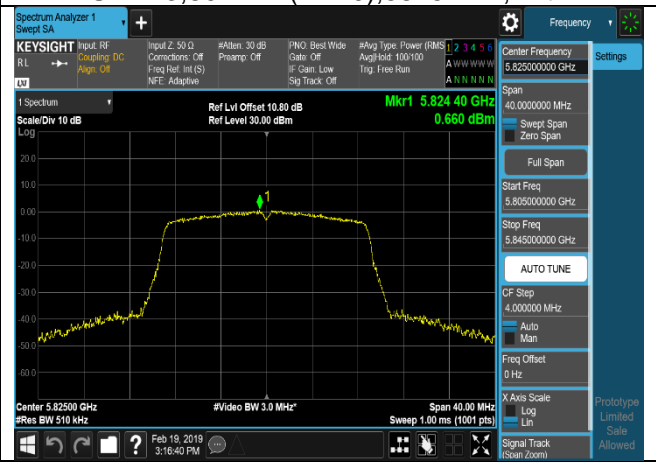 Spectrum Analyzer 1
Swept SA
+
Frequency
KEYSIGHT
RL
Input: RF
Coupling: DC
Align: Off
Input Z: 50 Ω
Corrections: Off
Freq Ref: Int (S)
NFE: Adaptive
#Atten: 30 dB
Preamp: Off
PNO: Best Wide
Gate: Off
IF Gain: Low
Sig Track: Off
#Avg Type: Power (RMS
Avg|Hold: 100/100
Trig: Free Run
1 2 3 4 5 6
A W W W W W
A N N N N N
LXI
1 Spectrum
Scale/Div 10 dB
Log
Ref Lvl Offset 10.80 dB
Ref Level 30.00 dBm
Mkr1 5.824 40 GHz
0.660 dBm
20.0
10.0
0.00
-10.0
-20.0
-30.0
-40.0
-50.0
-60.0
1
Center 5.82500 GHz
#Res BW 510 kHz
#Video BW 3.0 MHz*
Span 40.00 MHz
Sweep 1.00 ms (1001 pts)
Center Frequency
5.825000000 GHz
Settings
Span
40.0000000 MHz
Swept Span
Zero Span
Full Span
Start Freq
5.805000000 GHz
Stop Freq
5.845000000 GHz
AUTO TUNE
CF Step
4.000000 MHz
Auto
Man
Freq Offset
0 Hz
X Axis Scale
Log
Lin
Signal Track
(Span Zoom)
Prototype
Limited
Sale
Allowed
?
Feb 19, 2019
3:16:40 PM